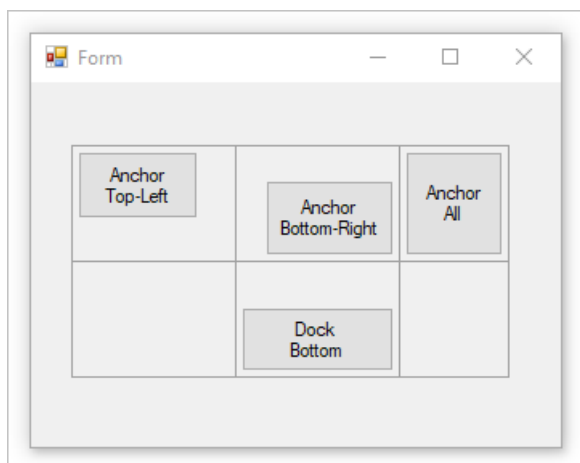 Form
Anchor
Top-Left
Anchor
Bottom-Right
Anchor
All
Dock
Bottom